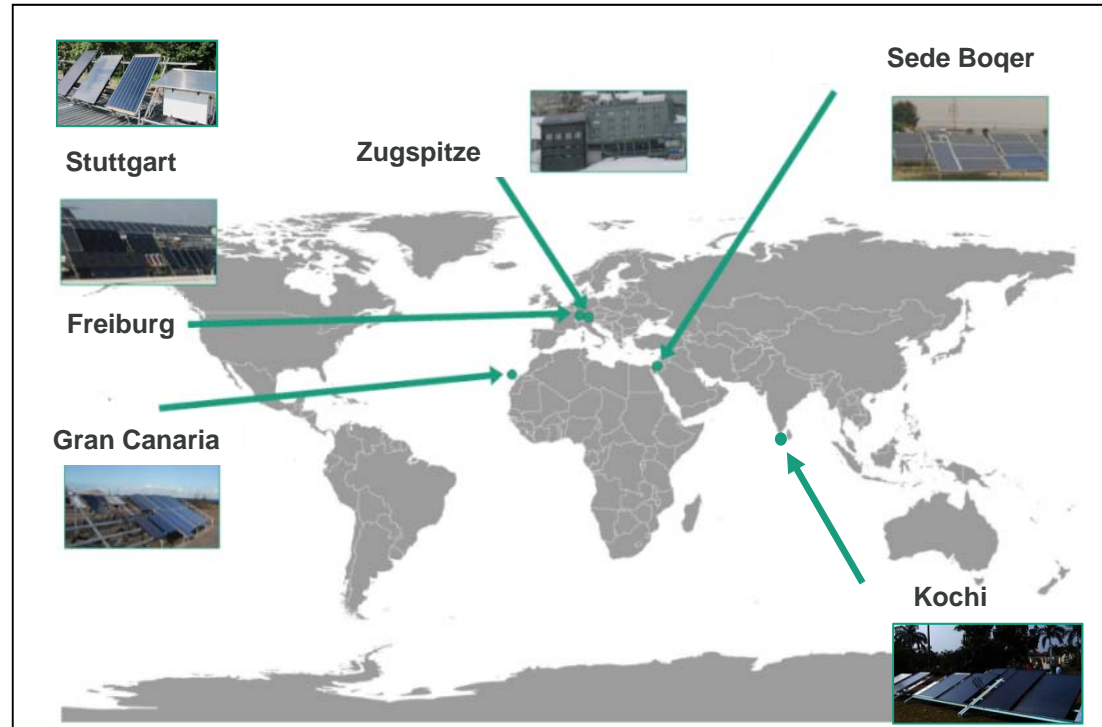 Sede Boqer
Stuttgart
Zugspitze
Freiburg
Gran Canaria
Kochi